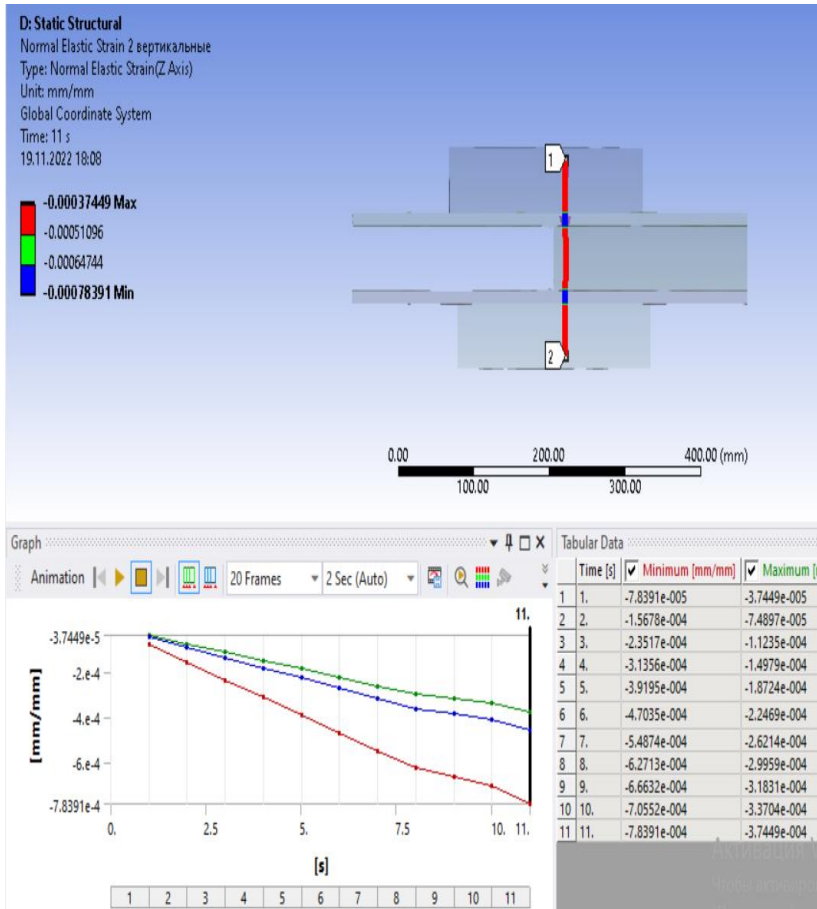 D: Static Structural
Normal Elastic Strain 2 вертикальные
Type: Normal Elastic Strain(Z Axis)
Unit: mm/mm
Global Coordinate System
Time: 11 s
19.11.2022 18:08
-0.00037449 Max
-0.00051096
-0.00064744
-0.00078391 Min
1
2
0.00 200.00 400.00 (mm)
100.00 300.00
Graph
Animation 20 Frames 2 Sec (Auto)
11.
-3.7449e-5
-2.e-4
-4.e-4
-6.e-4
-7.8391e-4
[mm/mm]
0. 2.5 5. 7.5 10. 11.
[s]
1 2 3 4 5 6 7 8 9 10 11
Tabular Data
Time [s] Minimum [mm/mm] Maximum [
1 1. -7.8391e-005 -3.7449e-005
2 2. -1.5678e-004 -7.4897e-005
3 3. -2.3517e-004 -1.1235e-004
4 4. -3.1356e-004 -1.4979e-004
5 5. -3.9195e-004 -1.8724e-004
6 6. -4.7035e-004 -2.2469e-004
7 7. -5.4874e-004 -2.6214e-004
8 8. -6.2713e-004 -2.9959e-004
9 9. -6.6632e-004 -3.1831e-004
10 10. -7.0552e-004 -3.3704e-004
11 11. -7.8391e-004 -3.7449e-004
Активация
Чтобы